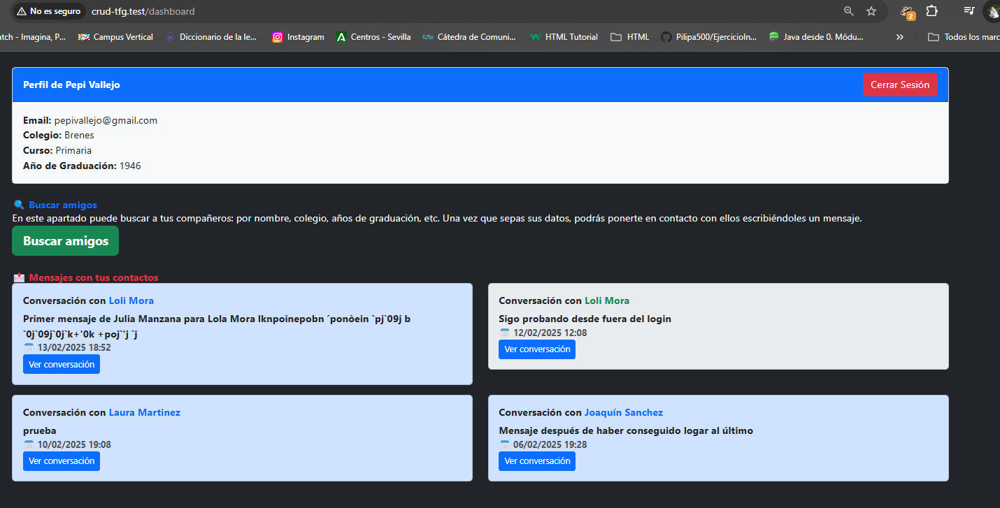 No es seguro crud-tfg.test/dashboard
2
atch - Imagina, P... Campus Vertical Diccionario de la le... Instagram Centros - Sevilla Cátedra de Comuni... HTML Tutorial HTML Pilipa500/EjercicioIn... Java desde 0. Módu... » Todos los marc
Perfil de Pepi Vallejo
Cerrar Sesión
Email: pepivallejo@gmail.com
Colegio: Brenes
Curso: Primaria
Año de Graduación: 1946
Buscar amigos
En este apartado puede buscar a tus compañeros: por nombre, colegio, años de graduación, etc. Una vez que sepas sus datos, podrás ponerte en contacto con ellos escribiéndoles un mensaje.
Buscar amigos
Mensajes con tus contactos
Conversación con Loli Mora
Primer mensaje de Julia Manzana para Lola Mora lknpoinepobn ´ponòein `pj`09j b
`0j`09j`0j`k+'0k +poj`'j `j
13/02/2025 18:52
Ver conversación
Conversación con Loli Mora
Sigo probando desde fuera del login
12/02/2025 12:08
Ver conversación
Conversación con Laura Martinez
prueba
10/02/2025 19:08
Ver conversación
Conversación con Joaquín Sanchez
Mensaje después de haber conseguido logar al último
06/02/2025 19:28
Ver conversación